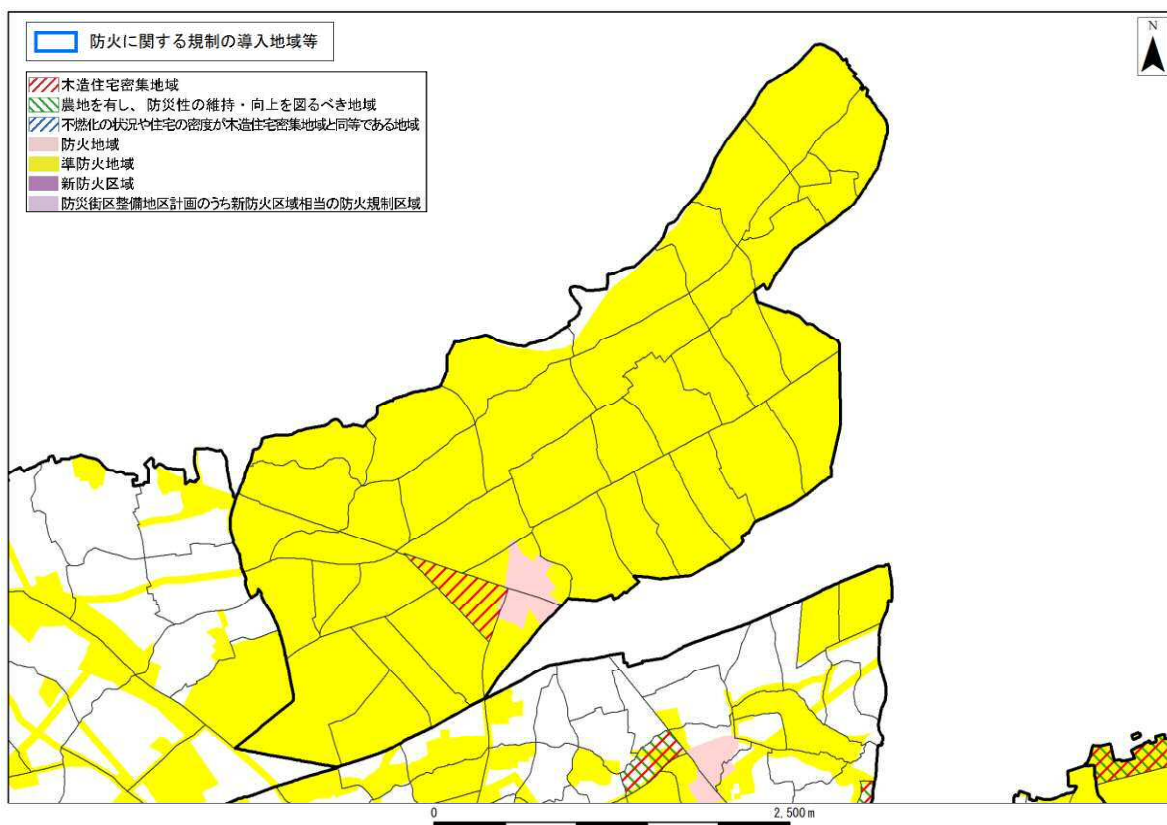 防火に関する規制の導入地域等
N
木造住宅密集地域
農地を有し、防災性の維持・向上を図るべき地域
不燃化の状況や住宅の密度が木造住宅密集地域と同等である地域
防火地域
準防火地域
新防火区域
防災街区整備地区計画のうち新防火区域相当の防火規制区域
0 2,500m